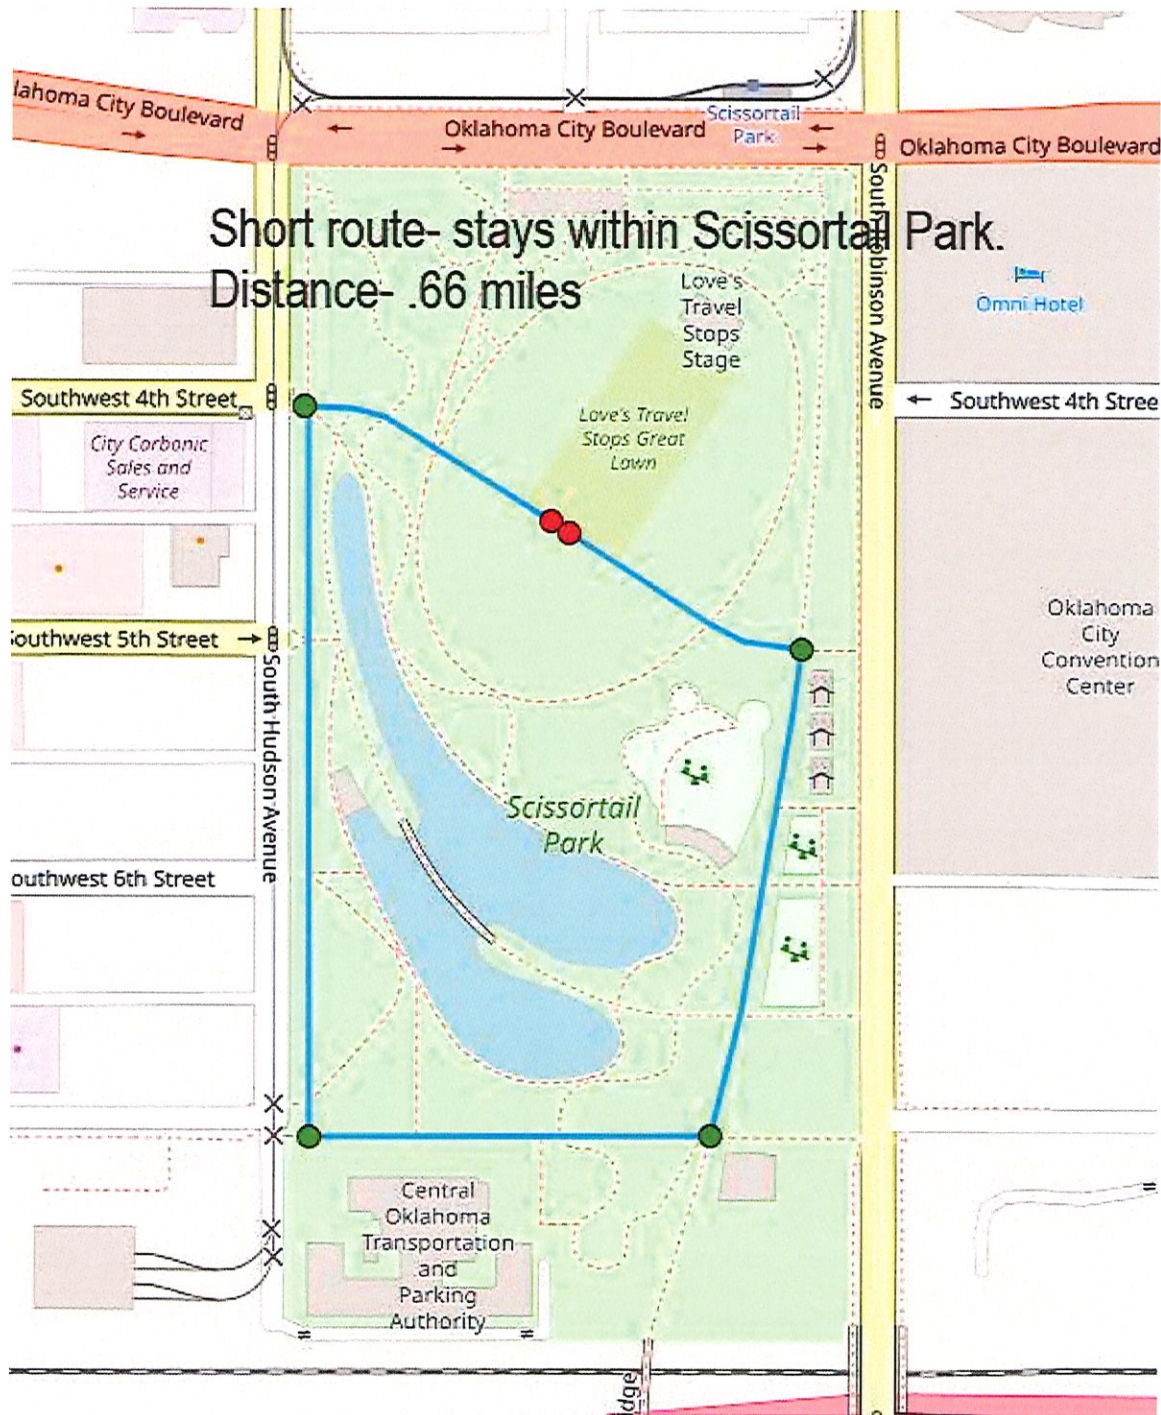 lahoma City Boulevard
Oklahoma City Boulevard
Scissortail
Park
Oklahoma City Boulevard
Short route- stays within Scissortail Park.
Distance- .66 miles
South Robinson Avenue
Love's
Travel
Stops
Stage
Omni Hotel
Southwest 4th Street
Southwest 4th Stree
City Carbonic
Sales and
Service
Love's Travel
Stops Great
Lawn
Southwest 5th Street
South Hudson Avenue
Oklahoma
City
Convention
Center
Scissortail
Park
outhwest 6th Street
Central
Oklahoma
Transportation
and
Parking
Authority
idge